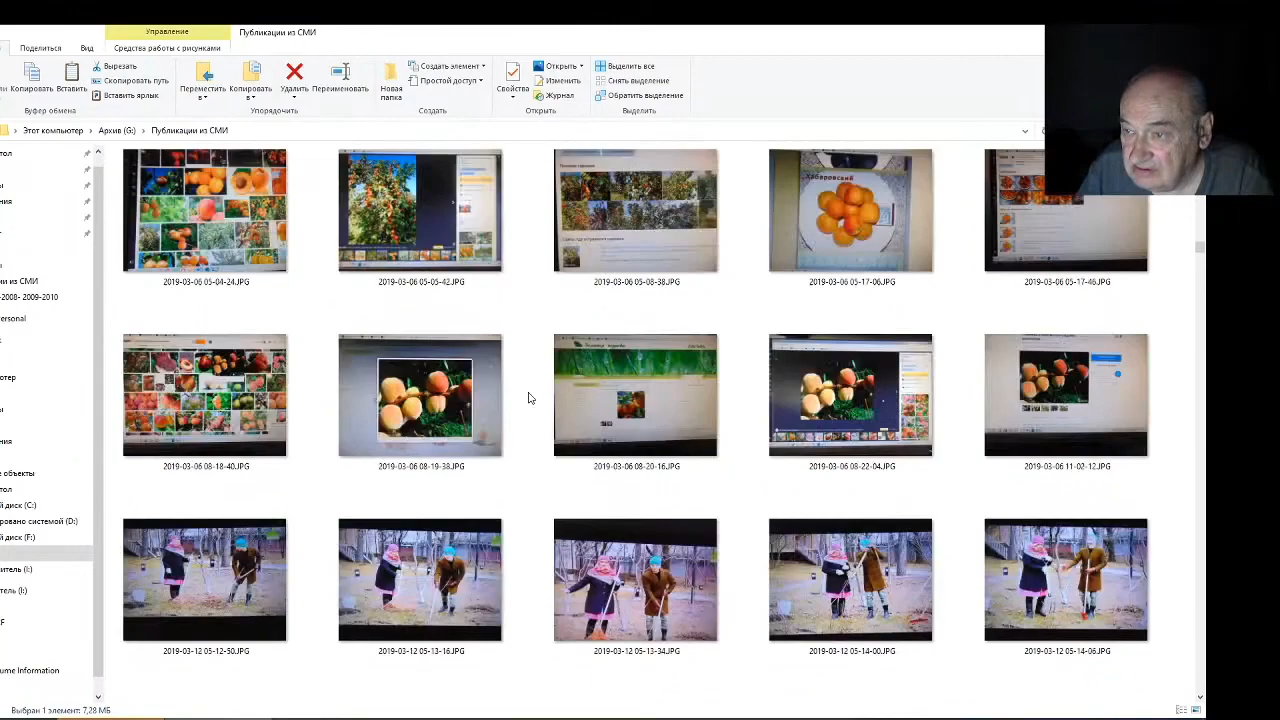 Управление
Публикации из СМИ
Поделиться
Вид
Средства работы с рисунками
Копировать
Вставить
Вырезать
Скопировать путь
Вставить ярлык
Буфер обмена
Переместить в
Копировать в
Удалить
Переименовать
Упорядочить
Новая папка
Создать элемент
Простой доступ
Создать
Свойства
Открыть
Изменить
Журнал
Открыть
Выделить все
Снять выделение
Обратить выделение
Выделить
Этот компьютер
Архив (G:)
Публикации из СМИ
тол
ния
ии из СМИ
-2008- 2009-2010
ersonal
ютер
ния
е объекты
тол
й диск (C:)
ировано системой (D:)
й диск (F:)
итель (I:)
ь (I:)
ume Information
Хабаровский
2019-03-06 05-04-24.JPG
2019-03-06 05-05-42.JPG
2019-03-06 05-08-38.JPG
2019-03-06 05-17-06.JPG
2019-03-06 05-17-46.JPG
2019-03-06 08-18-40.JPG
2019-03-06 08-19-38.JPG
2019-03-06 08-20-16.JPG
2019-03-06 08-22-04.JPG
2019-03-06 11-02-12.JPG
2019-03-12 05-12-50.JPG
2019-03-12 05-13-16.JPG
2019-03-12 05-13-34.JPG
2019-03-12 05-14-00.JPG
2019-03-12 05-14-06.JPG
Выбран 1 элемент: 7,28 МБ